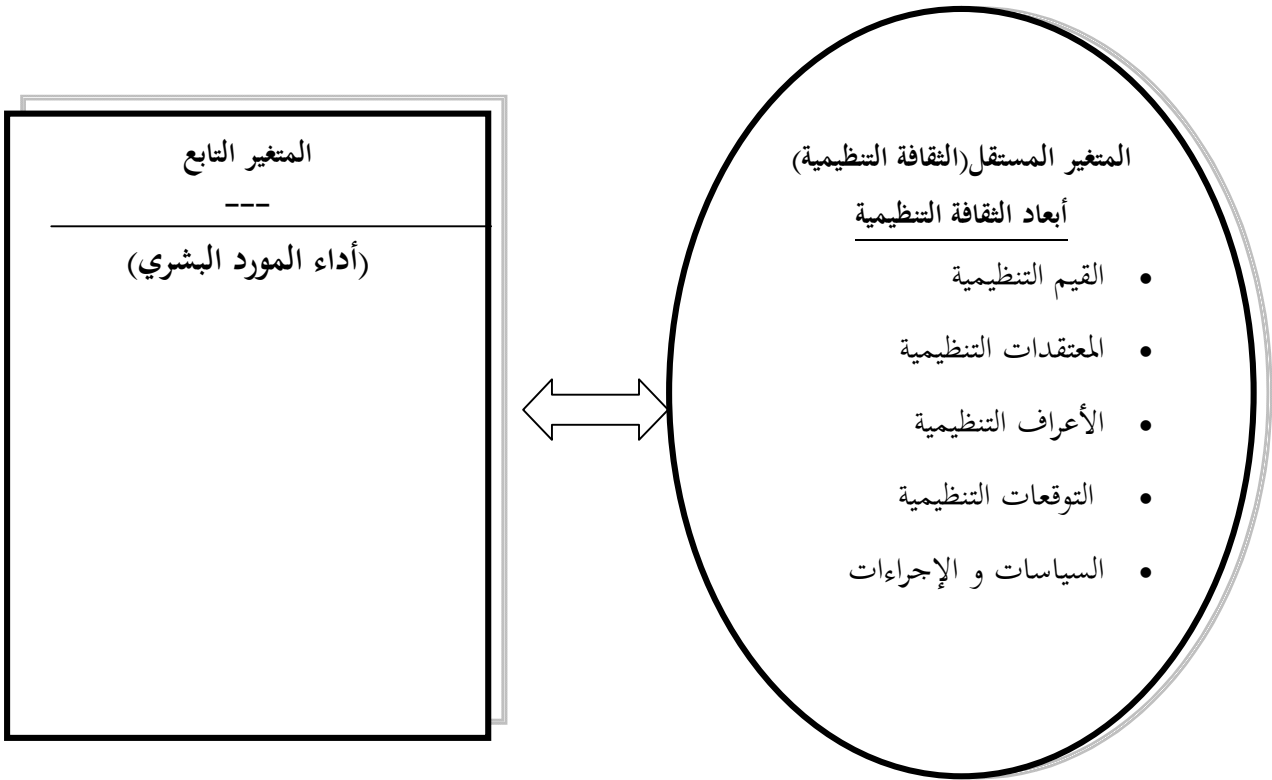 المتغير المستقل(الثقافة التنظيمية)
أبعاد الثقافة التنظيمية
• القيم التنظيمية
• المعتقدات التنظيمية
• الأعراف التنظيمية
• التوقعات التنظيمية
• السياسات و الإجراءات
المتغير التابع
---
(أداء المورد البشري)